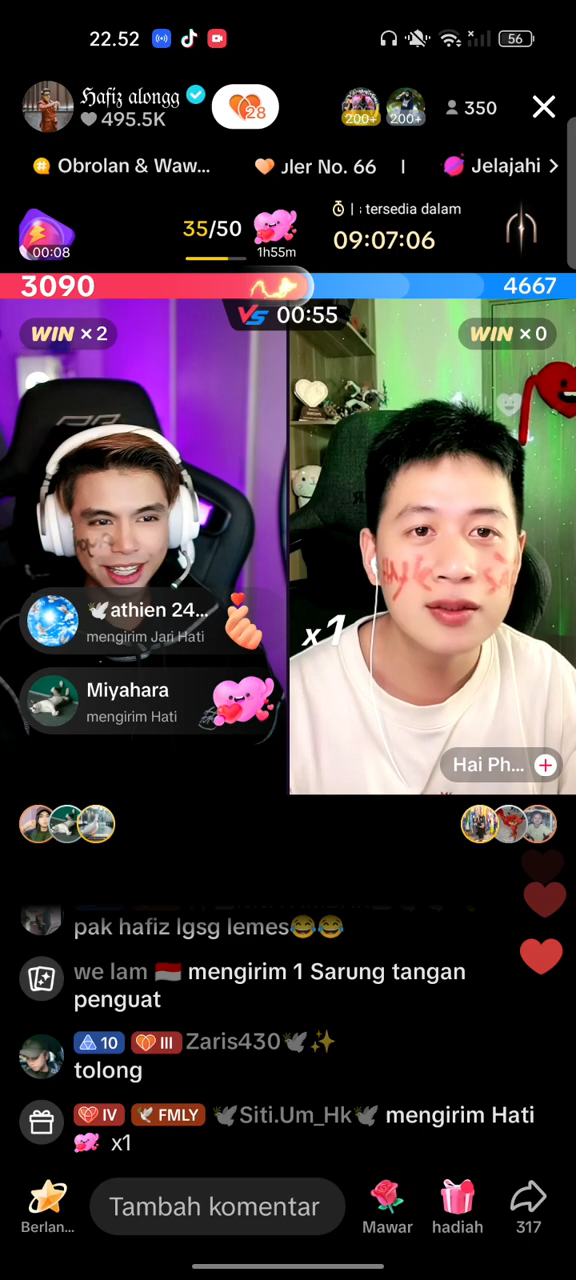 22.52
56
Hafiz alongg
495.5K
28
200+
200+
350
Obrolan & Waw...
Jler No. 66
Jelajahi
00:08
35/50
1h55m
tersedia dalam
09:07:06
3090
4667
VS 00:55
WIN × 2
WIN × 0
athien 24...
mengirim Jari Hati
x1
Miyahara
mengirim Hati
Hai Ph...
pak hafiz lgsg lemes😂😂
we lam 🇮🇩 mengirim 1 Sarung tangan
penguat
10 III Zaris430🕊✨
tolong
IV FMLY 🕊Siti.Um_Hk🕊 mengirim Hati
x1
Berlan...
Tambah komentar
Mawar
hadiah
317